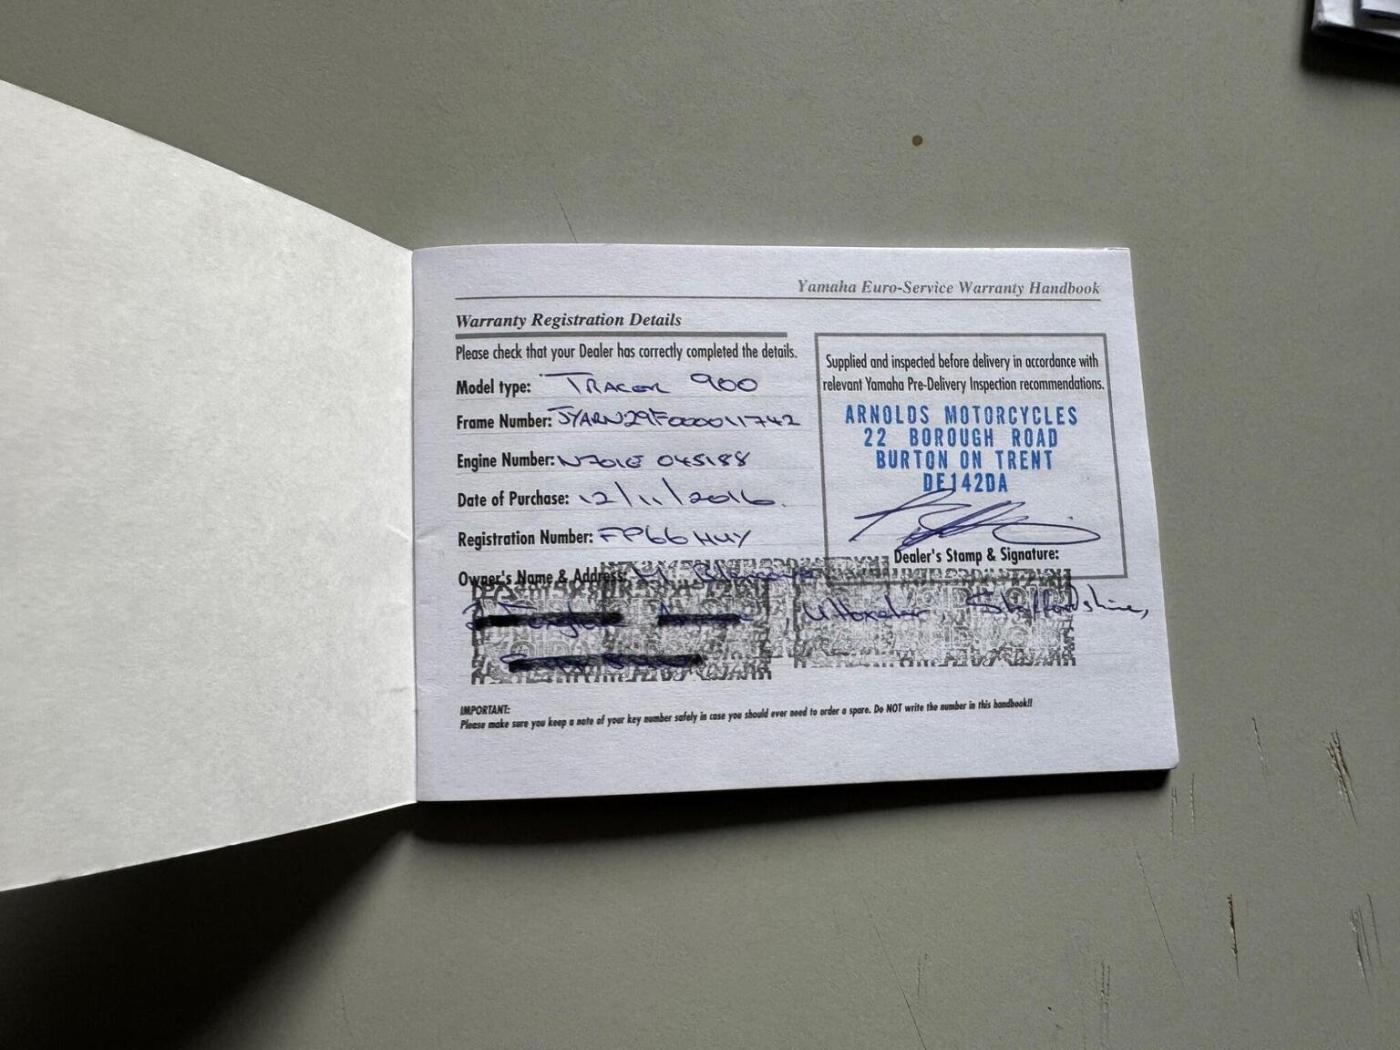 Yamaha Euro-Service Warranty Handbook
Warranty Registration Details
Please check that your Dealer has correctly completed the details.
Model type: TRACER 900
Frame Number: JYARN29F000011742
Engine Number: N701E 045188
Date of Purchase: 12/11/2016.
Registration Number: FP66 HUY
Owner's Name & Address:
, Uttoxeter, Staffordshire,
Supplied and inspected before delivery in accordance with
relevant Yamaha Pre-Delivery Inspection recommendations.
ARNOLDS MOTORCYCLES
22 BOROUGH ROAD
BURTON ON TRENT
DE142DA
Dealer's Stamp & Signature:
IMPORTANT:
Please make sure you keep a note of your key number safely in case you should ever need to order a spare. Do NOT write the number in this handbook!!